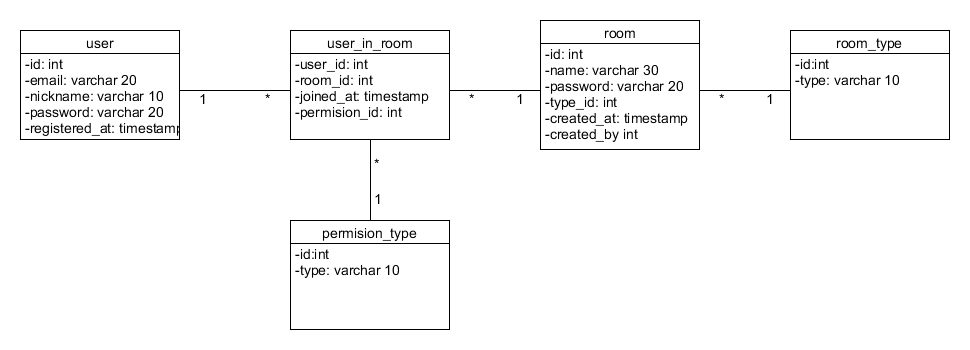 user
-id: int
-email: varchar 20
-nickname: varchar 10
-password: varchar 20
-registered_at: timestamp
1
*
user_in_room
-user_id: int
-room_id: int
-joined_at: timestamp
-permision_id: int
*
1
room
-id: int
-name: varchar 30
-password: varchar 20
-type_id: int
-created_at: timestamp
-created_by int
*
1
room_type
-id:int
-type: varchar 10
*
1
permision_type
-id:int
-type: varchar 10